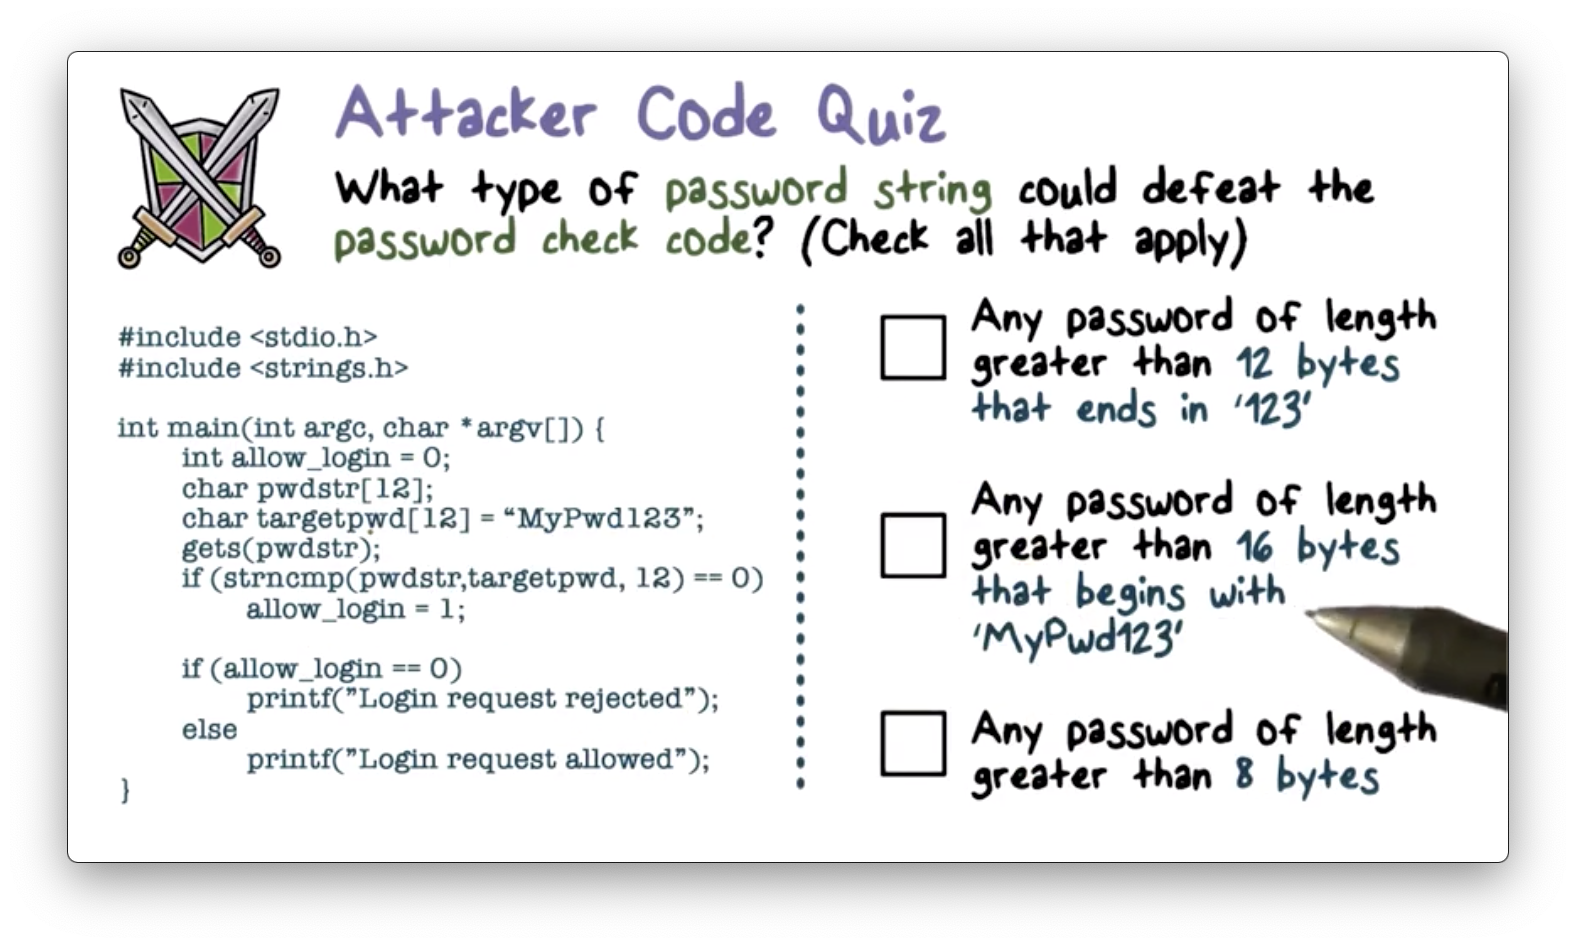 Attacker Code Quiz
What type of password string could defeat the
password check code? (Check all that apply)
#include <stdio.h>
#include <strings.h>
int main(int argc, char *argv[]) {
int allow_login = 0;
char pwdstr[12];
char targetpwd[12] = “MyPwd123”;
gets(pwdstr);
if (strncmp(pwdstr,targetpwd, 12) == 0)
allow_login = 1;
if (allow_login == 0)
printf(”Login request rejected”);
else
printf(”Login request allowed”);
}
Any password of length
greater than 12 bytes
that ends in ‘123’
Any password of length
greater than 16 bytes
that begins with
‘MyPwd123’
Any password of length
greater than 8 bytes